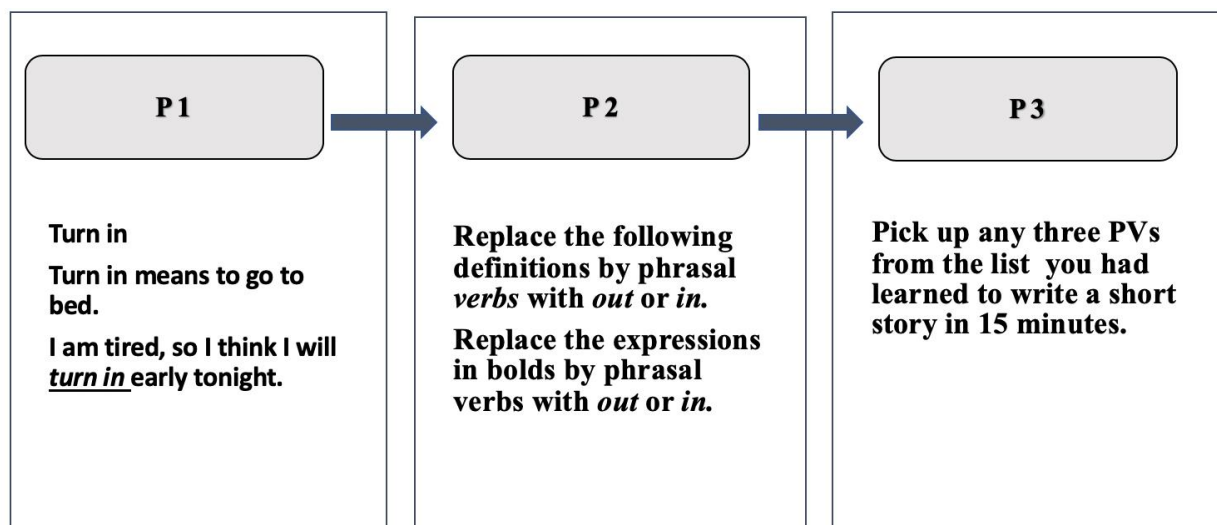 P 1
Turn in
Turn in means to go to
bed.
I am tired, so I think I will
turn in early tonight.
P 2
Replace the following
definitions by phrasal
verbs with out or in.
Replace the expressions
in bolds by phrasal
verbs with out or in.
P 3
Pick up any three PVs
from the list you had
learned to write a short
story in 15 minutes.